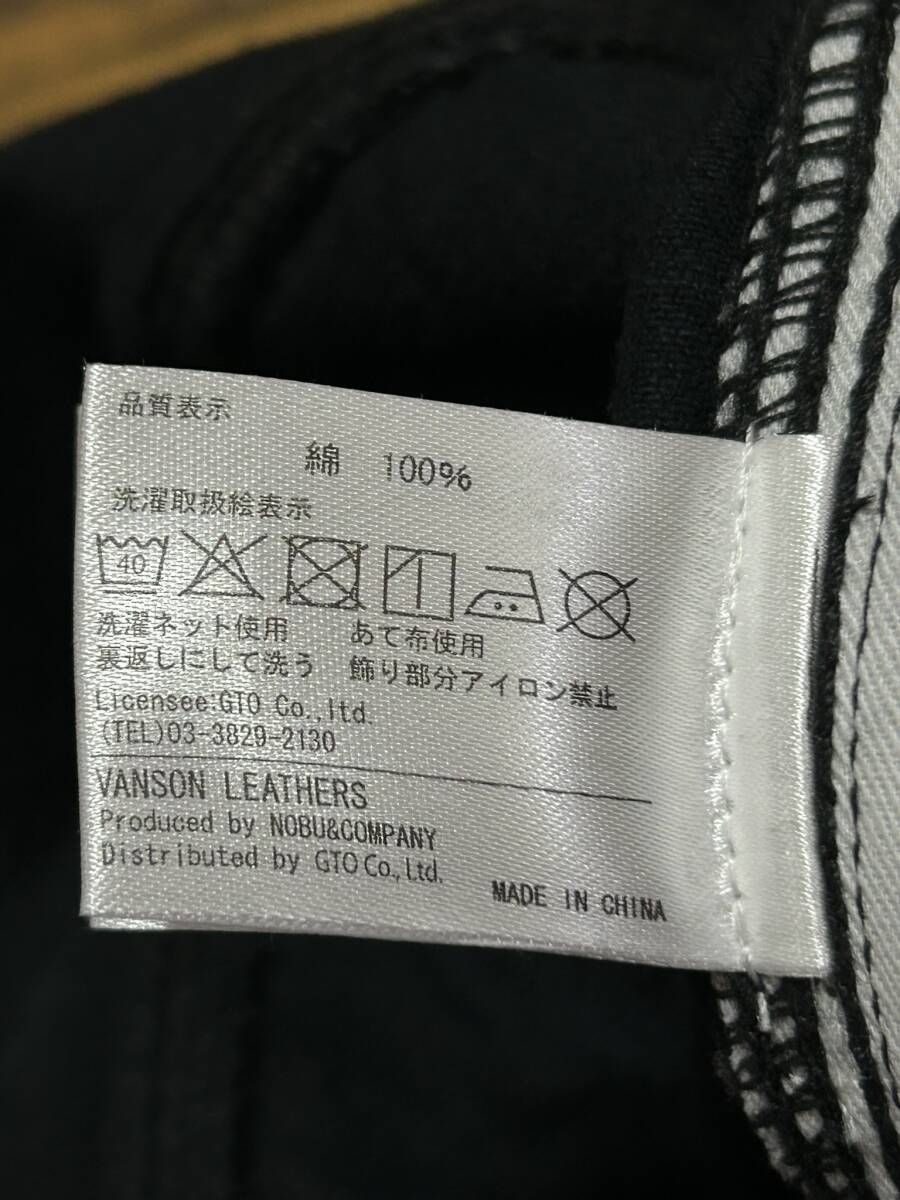 品質表示
綿 100%
洗濯取扱絵表示
40
洗濯ネット使用 あて布使用
裏返しにして洗う 飾り部分アイロン禁止
Licensee:GTO Co.,ltd.
(TEL)03-3829-2130
VANSON LEATHERS
Produced by NOBU&COMPANY
Distributed by GTO Co.,Ltd.
MADE IN CHINA